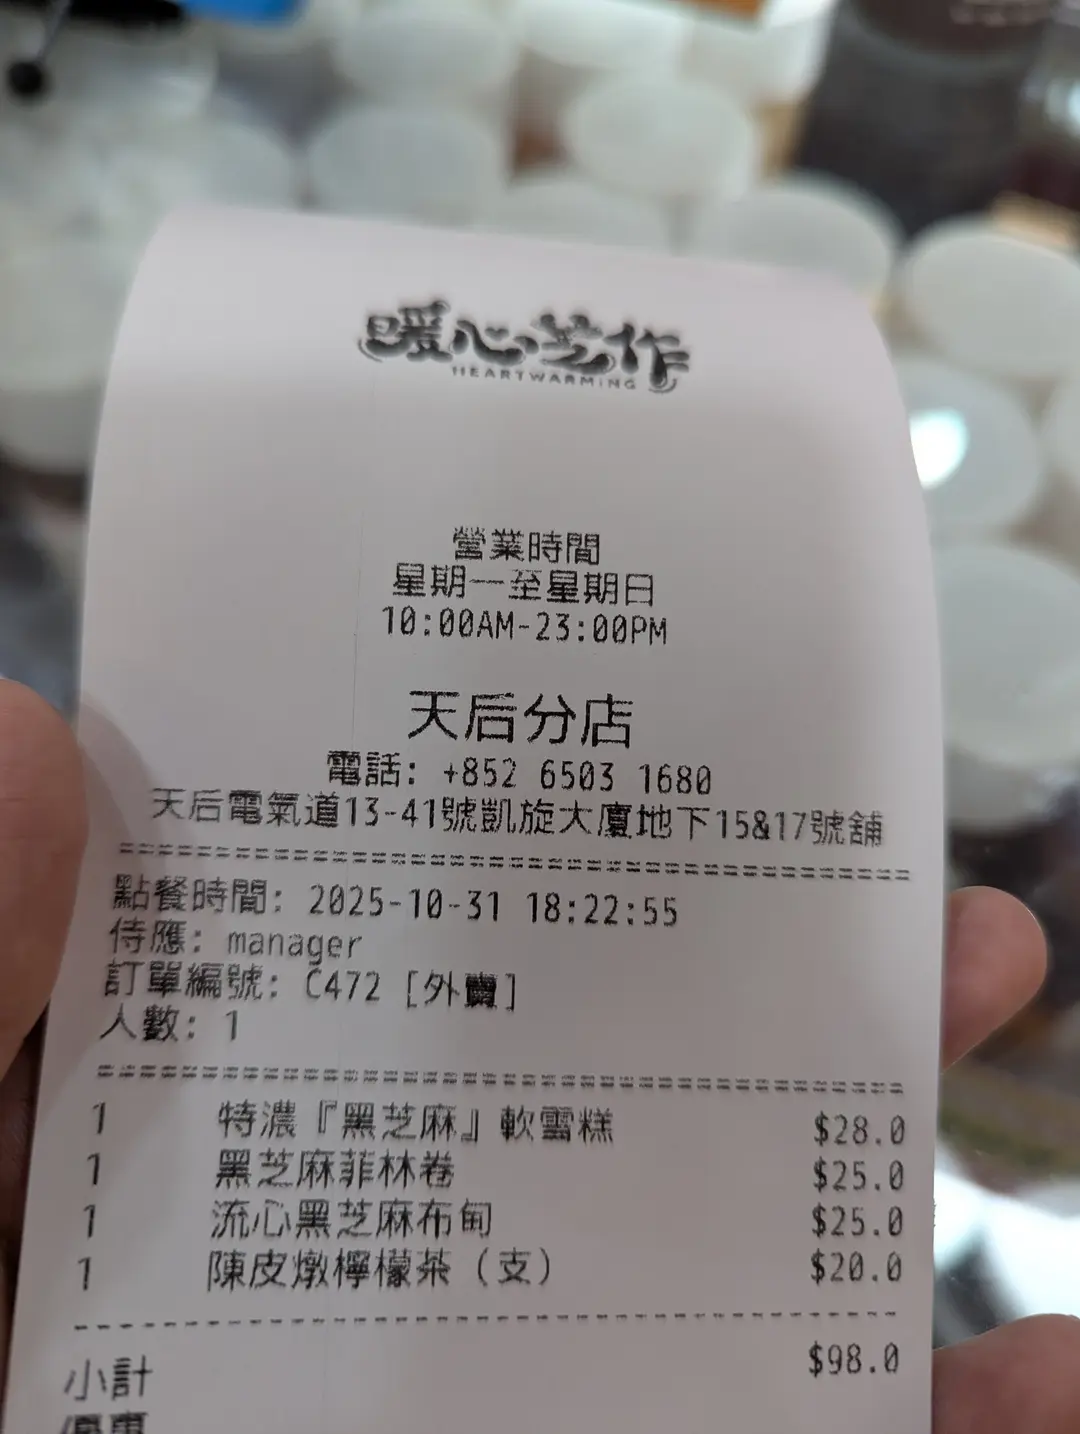 暖心芝作
HEARTWARMING
營業時間
星期一至星期日
10:00AM-23:00PM
天后分店
電話: +852 6503 1680
天后電氣道13-41號凱旋大廈地下15&17號舖
點餐時間: 2025-10-31 18:22:55
侍應: manager
訂單編號: C472 [外賣]
人數: 1
1 特濃『黑芝麻』軟雪糕 $28.0
1 黑芝麻菲林卷 $25.0
1 流心黑芝麻布甸 $25.0
1 陳皮燉檸檬茶（支） $20.0
小計 $98.0
優惠